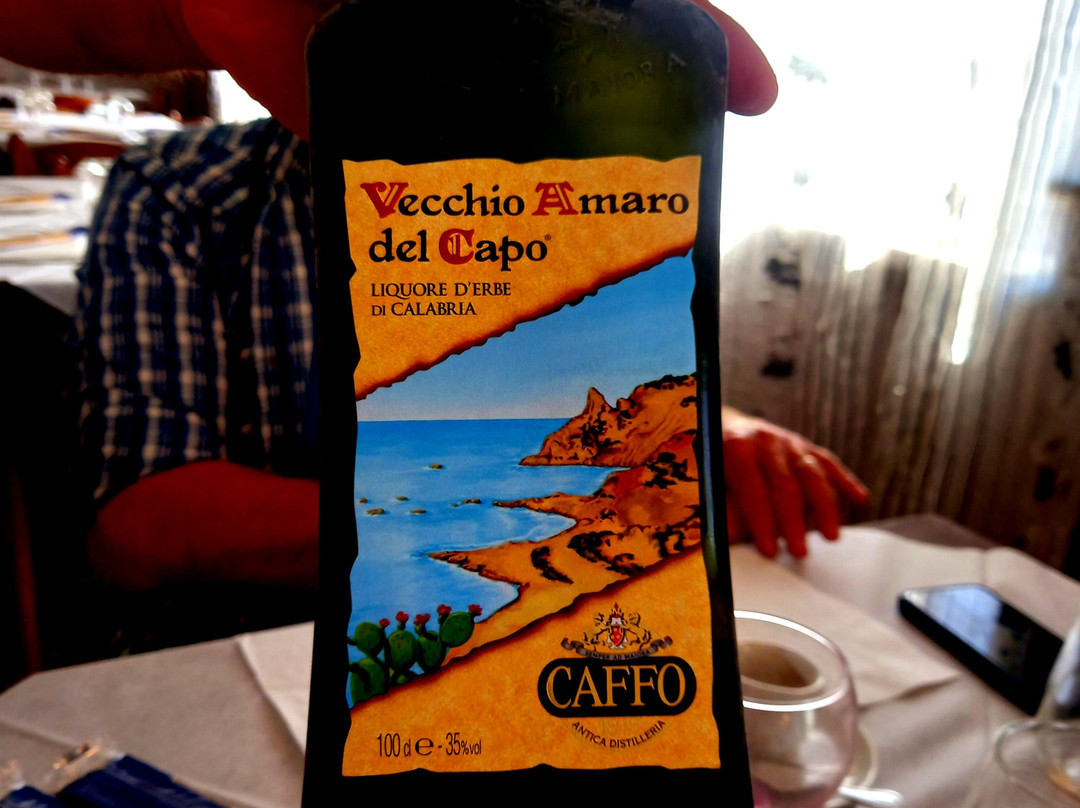 Vecchio Amaro
del Capo®
LIQUORE D'ERBE
DI CALABRIA
CAFFO
ANTICA DISTILLERIA
100 cl e - 35%vol